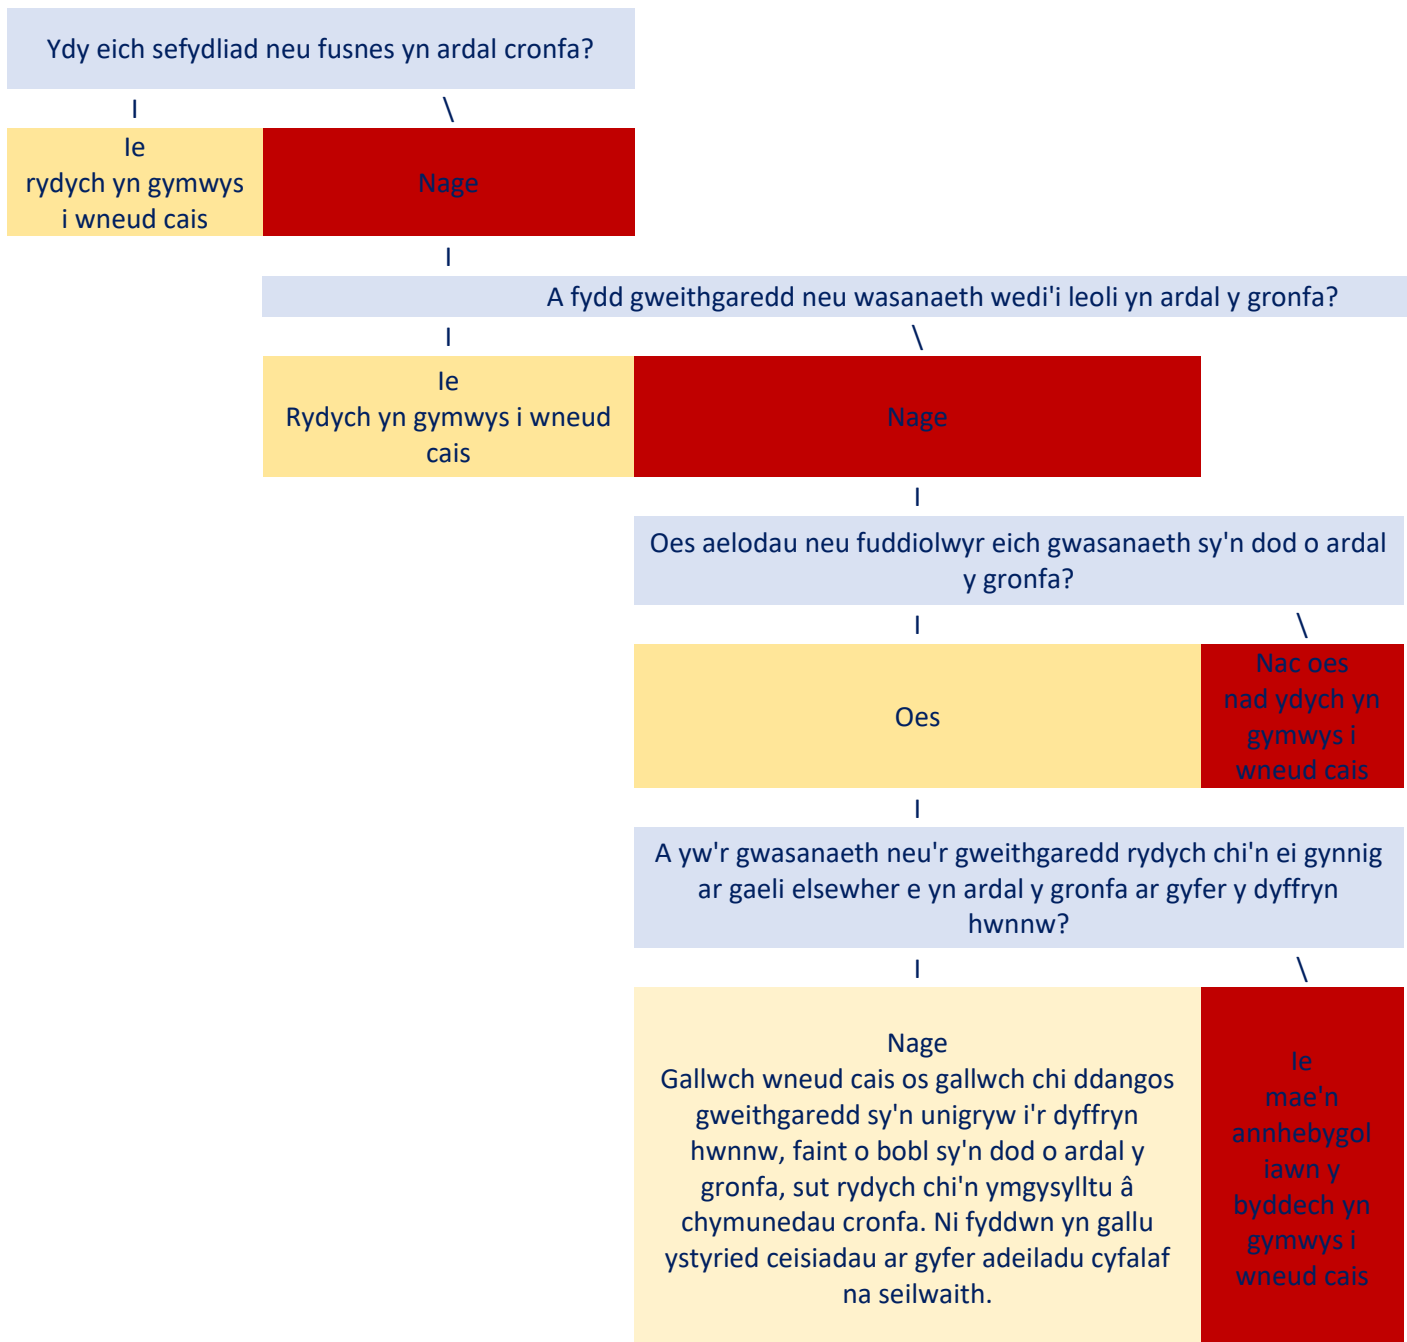 Ydy eich sefydliad neu fusnes yn ardal cronfa?
I \
Ie
rydych yn gymwys
i wneud cais
Nage
I
A fydd gweithgaredd neu wasanaeth wedi'i leoli yn ardal y gronfa?
I \
Ie
Rydych yn gymwys i wneud
cais
Nage
I
Oes aelodau neu fuddiolwyr eich gwasanaeth sy'n dod o ardal
y gronfa?
I \
Oes
Nac oes
nad ydych yn
gymwys i
wneud cais
I
A yw'r gwasanaeth neu'r gweithgaredd rydych chi'n ei gynnig
ar gaeli elsewher e yn ardal y gronfa ar gyfer y dyffryn
hwnnw?
I \
Nage
Gallwch wneud cais os gallwch chi ddangos
gweithgaredd sy'n unigryw i'r dyffryn
hwnnw, faint o bobl sy'n dod o ardal y
gronfa, sut rydych chi'n ymgysylltu â
chymunedau cronfa. Ni fyddwn yn gallu
ystyried ceisiadau ar gyfer adeiladu cyfalaf
na seilwaith.
Ie
mae'n
annhebygol
iawn y
byddech yn
gymwys i
wneud cais